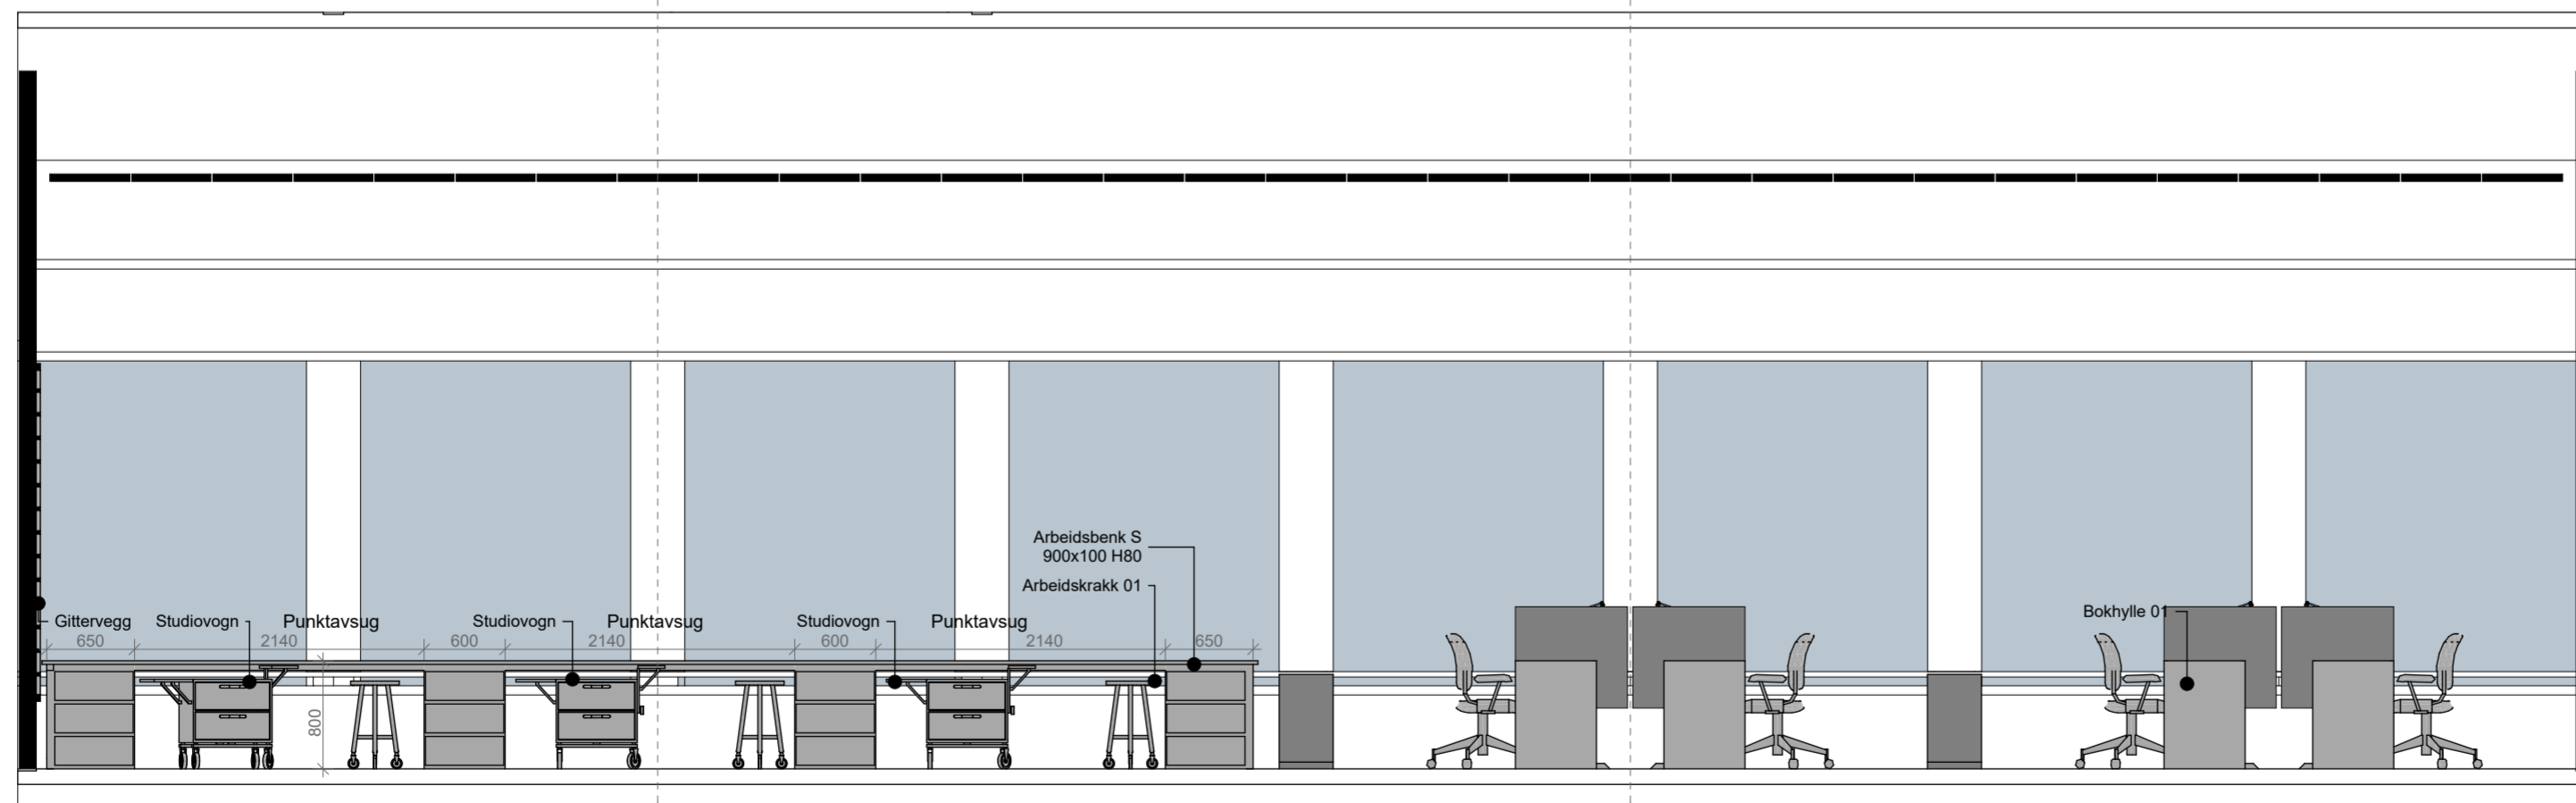 Arbeidsbenk S
900x100 H80
Arbeidskrakk 01
Bokhylle 01
Gittervegg
Studiovogn
Punktavsug
Studiovogn
Punktavsug
Studiovogn
Punktavsug
650
2140
600
2140
600
2140
650
800